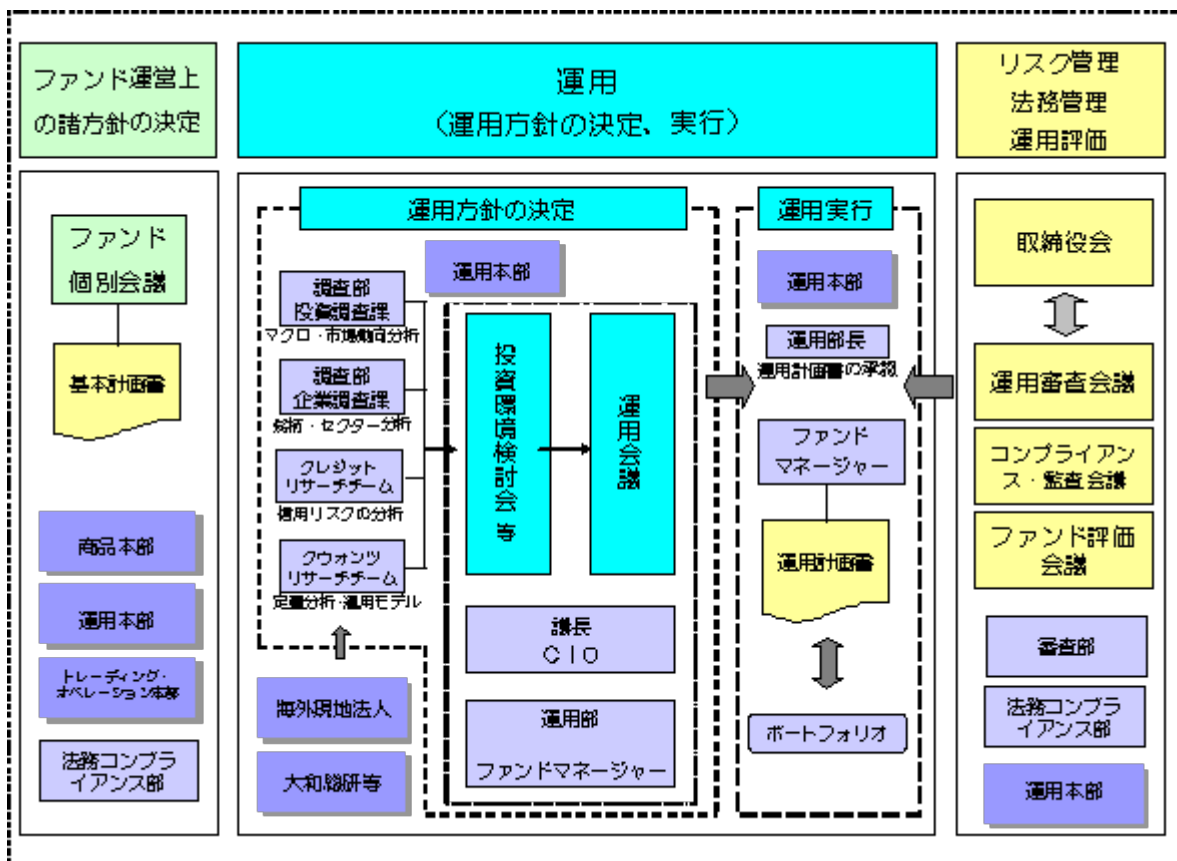 ファンド運営上
の諸方針の決定
運用
(運用方針の決定、実行)
リスク管理
法務管理
運用評価
ファンド
個別会議
基本計画書
商品本部
運用本部
トレーディング・
オペレーション本部
法務コンプラ
イアンス部
運用方針の決定
運用本部
調査部
投資調査課
マクロ・市場動向分析
調査部
企業調査課
銘柄・セクター分析
クレジット
リサーチチーム
信用リスクの分析
クウォンツ
リサーチチーム
定量分析・運用モデル
海外現地法人
大和総研等
投資環境検討会 等
運用会議
議長
CIO
運用部
ファンドマネージャー
運用実行
運用本部
運用部長
運用計画書の承認
ファンド
マネージャー
運用計画書
ポートフォリオ
取締役会
運用審査会議
コンプライアン
ス・監査会議
ファンド評価
会議
審査部
法務コンプラ
イアンス部
運用本部